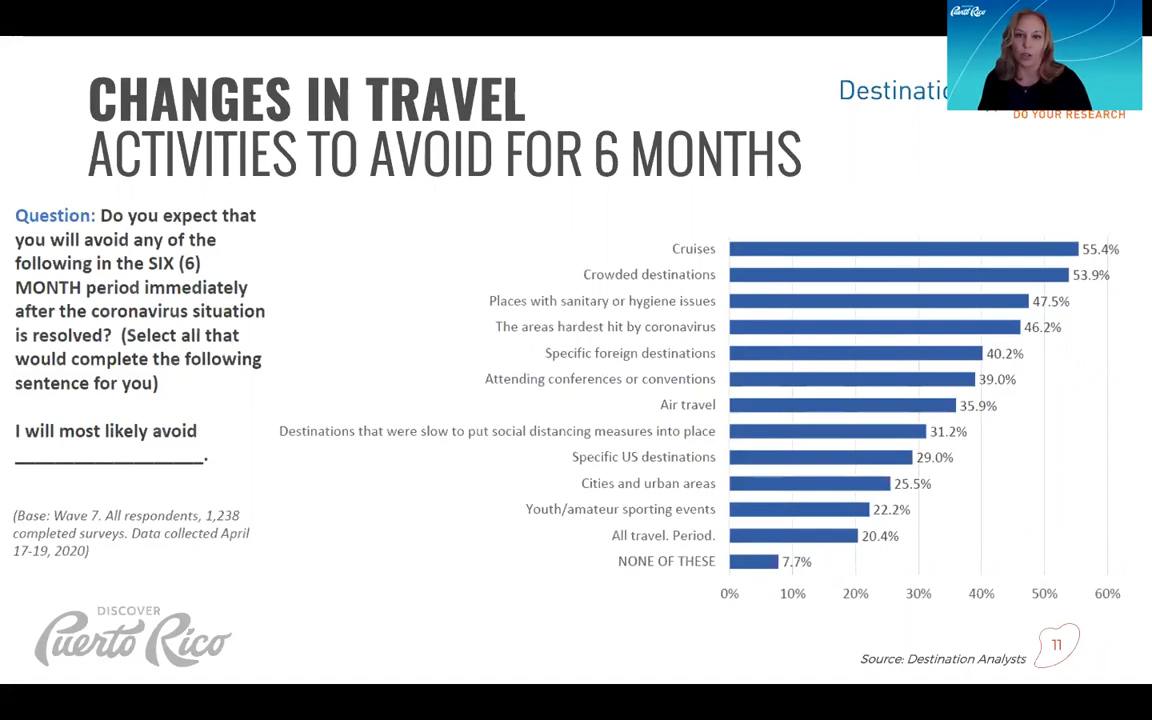 Puerto Rico
CHANGES IN TRAVEL
ACTIVITIES TO AVOID FOR 6 MONTHS
DO YOUR RESEARCH
Question: Do you expect that
you will avoid any of the
following in the SIX (6)
MONTH period immediately
after the coronavirus situation
is resolved? (Select all that
would complete the following
sentence for you)
I will most likely avoid
____________________.
(Base: Wave 7. All respondents, 1,238
completed surveys. Data collected April
17-19, 2020)
Cruises 55.4%
Crowded destinations 53.9%
Places with sanitary or hygiene issues 47.5%
The areas hardest hit by coronavirus 46.2%
Specific foreign destinations 40.2%
Attending conferences or conventions 39.0%
Air travel 35.9%
Destinations that were slow to put social distancing measures into place 31.2%
Specific US destinations 29.0%
Cities and urban areas 25.5%
Youth/amateur sporting events 22.2%
All travel. Period. 20.4%
NONE OF THESE 7.7%
0% 10% 20% 30% 40% 50% 60%
DISCOVER
Puerto Rico
Source: Destination Analysts
11